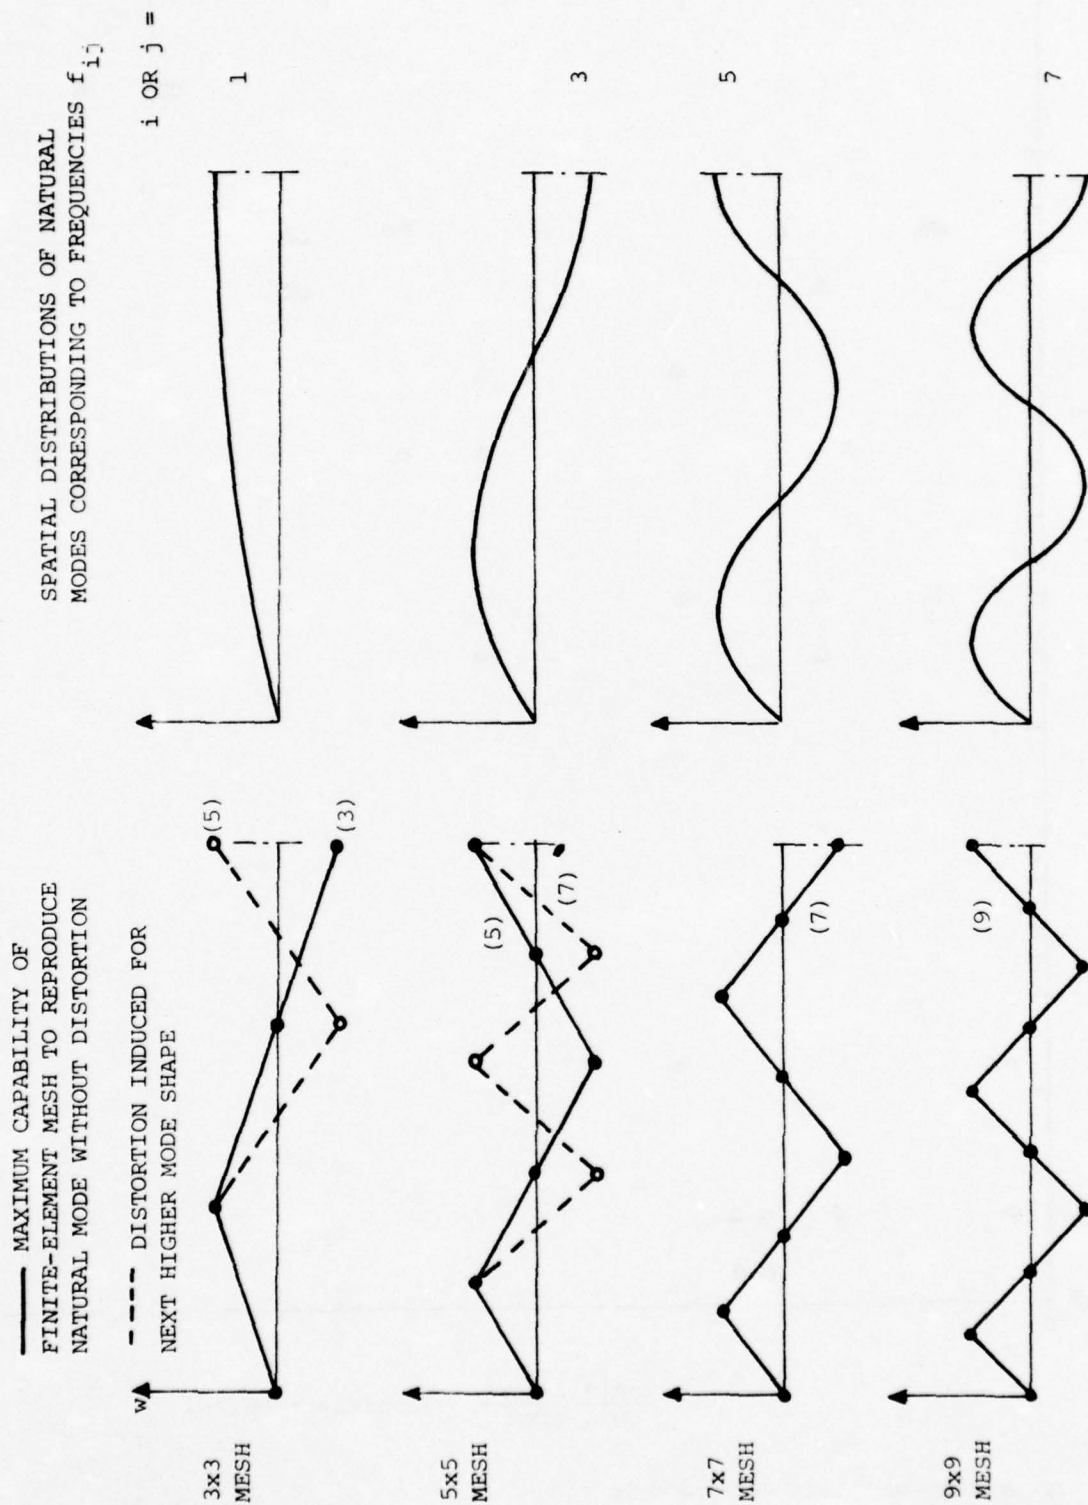 —— MAXIMUM CAPABILITY OF
FINITE-ELEMENT MESH TO REPRODUCE
NATURAL MODE WITHOUT DISTORTION
---- DISTORTION INDUCED FOR
NEXT HIGHER MODE SHAPE
SPATIAL DISTRIBUTIONS OF NATURAL
MODES CORRESPONDING TO FREQUENCIES f_ij
i OR j =
w
3x3
MESH
(5)
(3)
1
5x5
MESH
(5)
(7)
3
7x7
MESH
(7)
5
9x9
MESH
(9)
7